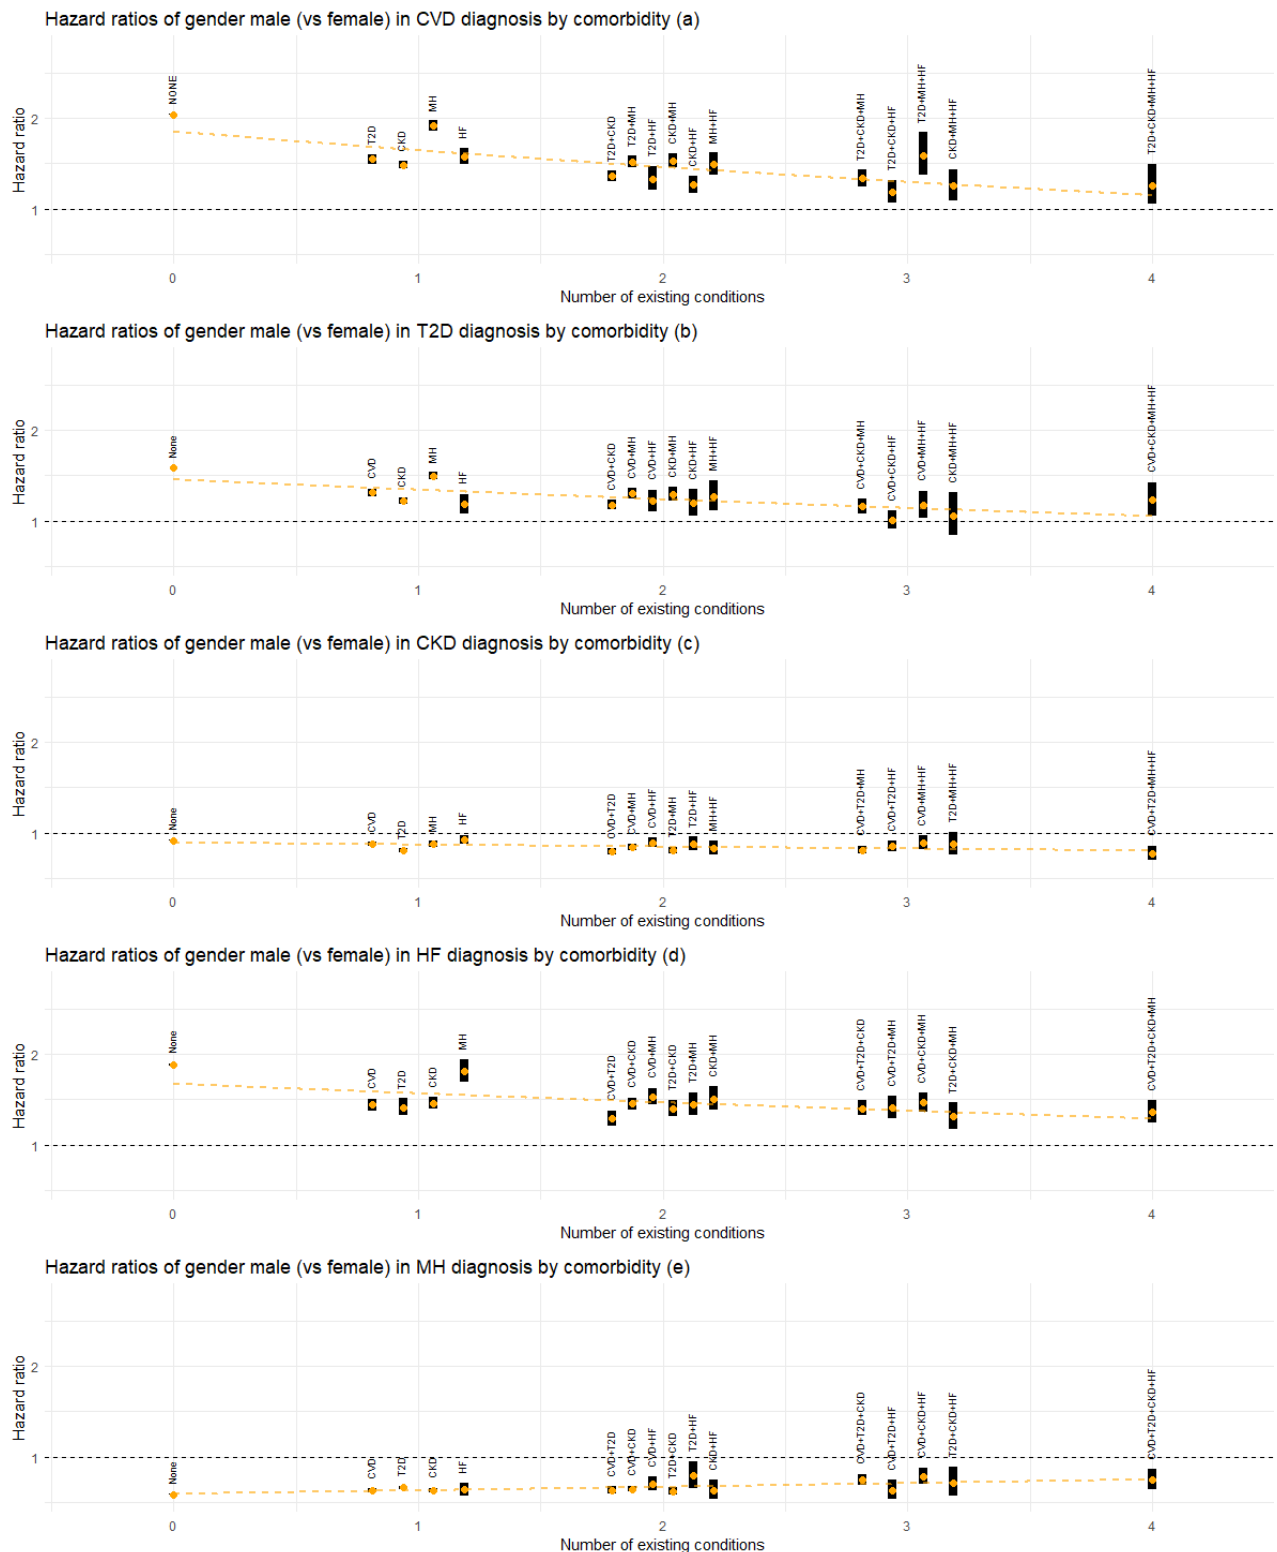 Hazard ratios of gender male (vs female) in CVD diagnosis by comorbidity (a)
Hazard ratio
2
1
NONE
T2D
CKD
MH
HF
T2D+CKD
T2D+MH
T2D+HF
CKD+MH
CKD+HF
MH+HF
T2D+CKD+MH
T2D+CKD+HF
T2D+MH+HF
CKD+MH+HF
T2D+CKD+MH+HF
0 1 2 3 4
Number of existing conditions
Hazard ratios of gender male (vs female) in T2D diagnosis by comorbidity (b)
Hazard ratio
2
1
None
CVD
CKD
MH
HF
CVD+CKD
CVD+MH
CVD+HF
CKD+MH
CKD+HF
MH+HF
CVD+CKD+MH
CVD+CKD+HF
CVD+MH+HF
CKD+MH+HF
CVD+CKD+MH+HF
0 1 2 3 4
Number of existing conditions
Hazard ratios of gender male (vs female) in CKD diagnosis by comorbidity (c)
Hazard ratio
2
1
None
CVD
T2D
MH
HF
CVD+T2D
CVD+MH
CVD+HF
T2D+MH
T2D+HF
MH+HF
CVD+T2D+MH
CVD+T2D+HF
CVD+MH+HF
T2D+MH+HF
CVD+T2D+MH+HF
0 1 2 3 4
Number of existing conditions
Hazard ratios of gender male (vs female) in HF diagnosis by comorbidity (d)
Hazard ratio
2
1
None
CVD
T2D
CKD
MH
CVD+T2D
CVD+CKD
CVD+MH
T2D+CKD
T2D+MH
CKD+MH
CVD+T2D+CKD
CVD+T2D+MH
CVD+CKD+MH
T2D+CKD+MH
CVD+T2D+CKD+MH
0 1 2 3 4
Number of existing conditions
Hazard ratios of gender male (vs female) in MH diagnosis by comorbidity (e)
Hazard ratio
2
1
None
CVD
T2D
CKD
HF
CVD+T2D
CVD+CKD
CVD+HF
T2D+CKD
T2D+HF
CKD+HF
CVD+T2D+CKD
CVD+T2D+HF
CVD+CKD+HF
T2D+CKD+HF
CVD+T2D+CKD+HF
0 1 2 3 4
Number of existing conditions